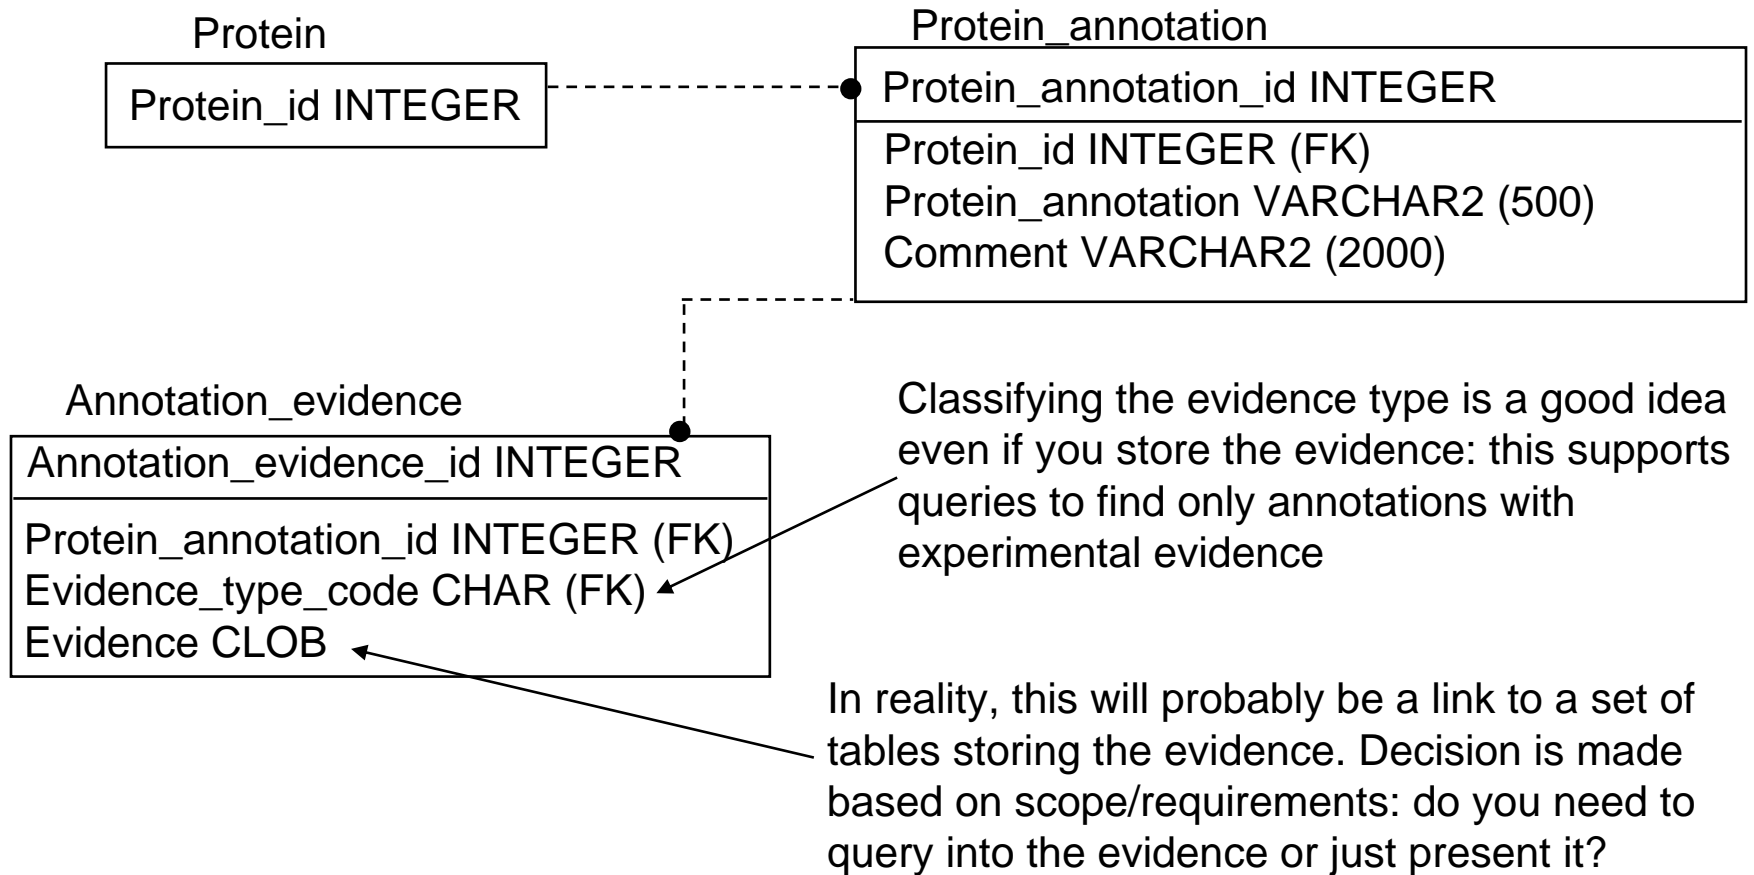 Protein
Protein_id INTEGER
Protein_annotation
Protein_annotation_id INTEGER
Protein_id INTEGER (FK)
Protein_annotation VARCHAR2 (500)
Comment VARCHAR2 (2000)
Annotation_evidence
Annotation_evidence_id INTEGER
Protein_annotation_id INTEGER (FK)
Evidence_type_code CHAR (FK)
Evidence CLOB
Classifying the evidence type is a good idea
even if you store the evidence: this supports
queries to find only annotations with
experimental evidence
In reality, this will probably be a link to a set of
tables storing the evidence. Decision is made
based on scope/requirements: do you need to
query into the evidence or just present it?